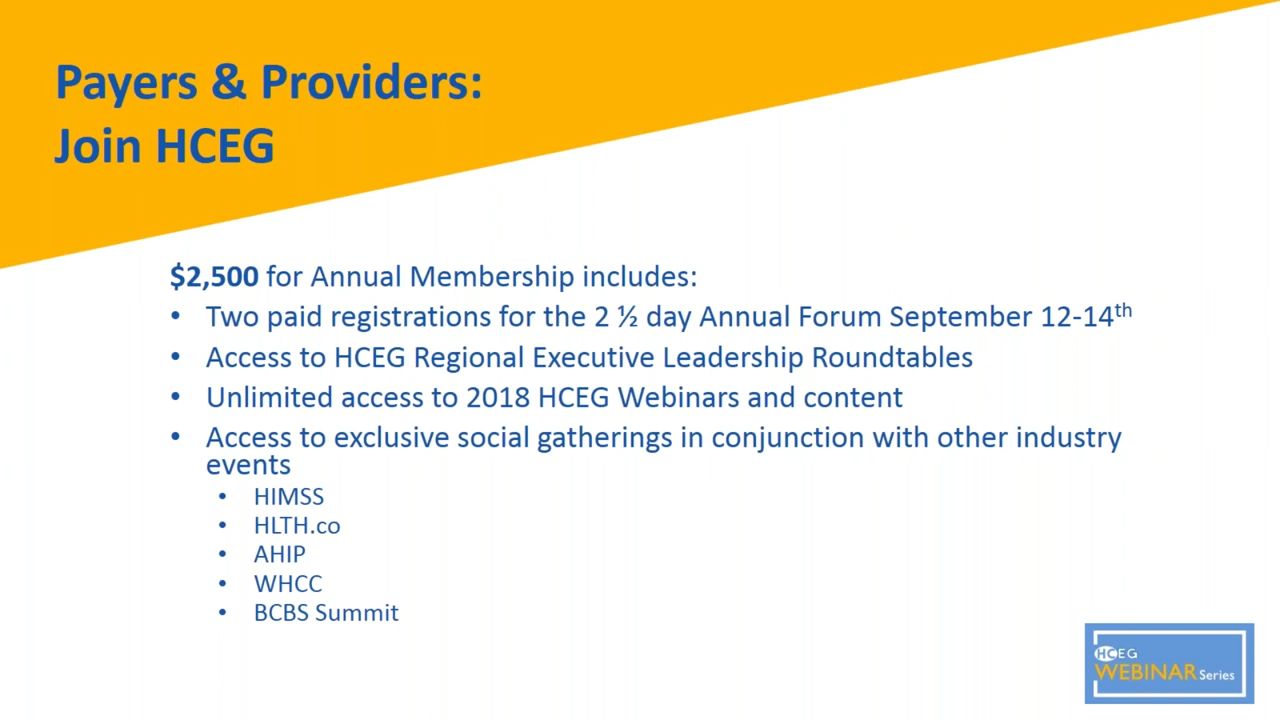 Payers & Providers:
Join HCEG
$2,500 for Annual Membership includes:
• Two paid registrations for the 2 ½ day Annual Forum September 12-14th
• Access to HCEG Regional Executive Leadership Roundtables
• Unlimited access to 2018 HCEG Webinars and content
• Access to exclusive social gatherings in conjunction with other industry
events
• HIMSS
• HLTH.co
• AHIP
• WHCC
• BCBS Summit
HCEG
WEBINAR Series